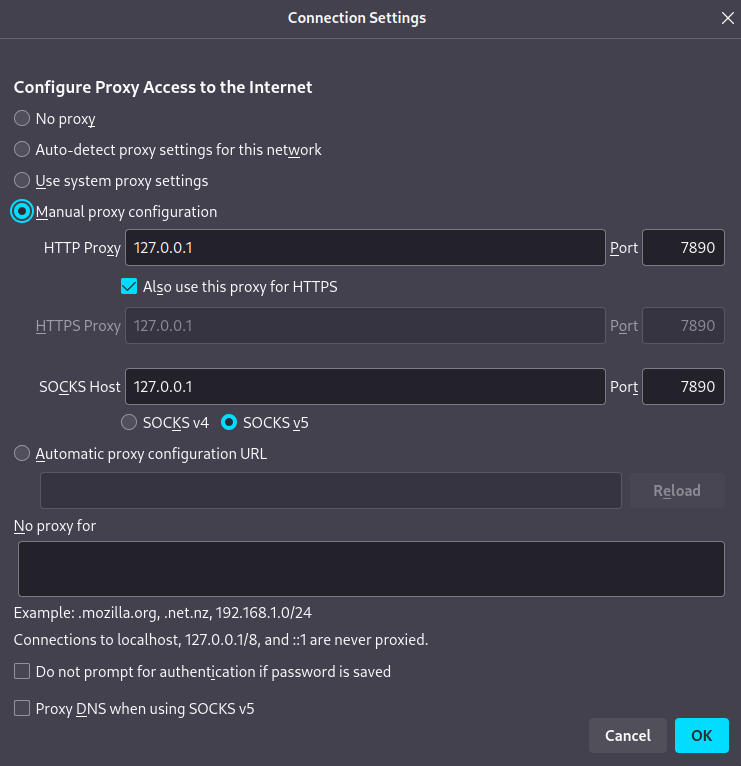 Connection Settings
Configure Proxy Access to the Internet
No proxy
Auto-detect proxy settings for this network
Use system proxy settings
Manual proxy configuration
HTTP Proxy 127.0.0.1 Port 7890
Also use this proxy for HTTPS
HTTPS Proxy 127.0.0.1 Port 7890
SOCKS Host 127.0.0.1 Port 7890
SOCKS v4 SOCKS v5
Automatic proxy configuration URL
Reload
No proxy for
Example: .mozilla.org, .net.nz, 192.168.1.0/24
Connections to localhost, 127.0.0.1/8, and ::1 are never proxied.
Do not prompt for authentication if password is saved
Proxy DNS when using SOCKS v5
Cancel OK